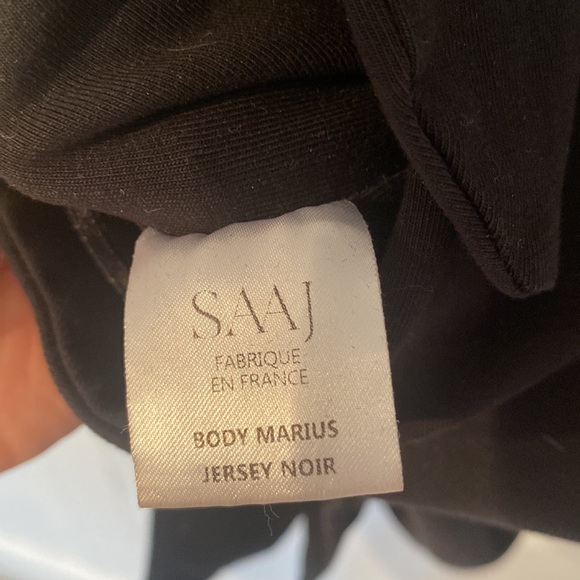 SAAJ
FABRIQUE
EN FRANCE
BODY MARIUS
JERSEY NOIR